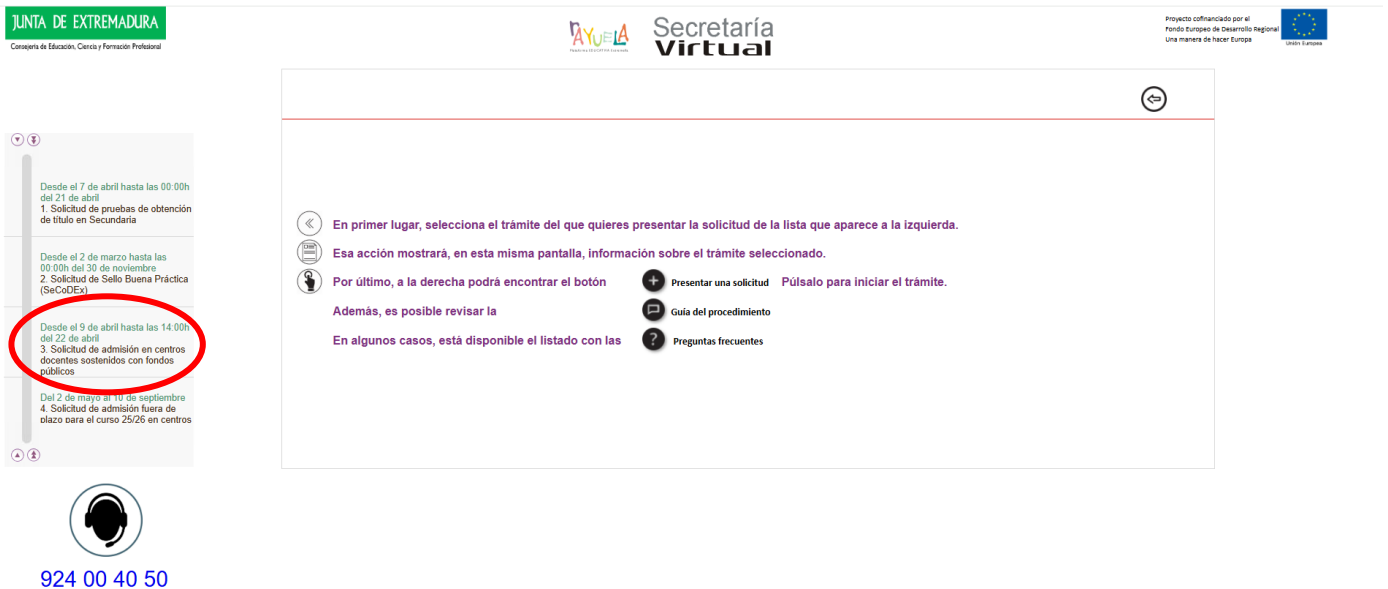 JUNTA DE EXTREMADURA
Consejería de Educación, Ciencia y Formación Profesional
RAYUELA
Secretaría
Virtual
Proyecto cofinanciado por el
Fondo Europeo de Desarrollo Regional
Una manera de hacer Europa
Unión Europea
Desde el 7 de abril hasta las 00:00h
del 21 de abril
1. Solicitud de pruebas de obtención
de título en Secundaria
Desde el 2 de marzo hasta las
00:00h del 30 de noviembre
2. Solicitud de Sello Buena Práctica
(SeCoDEx)
Desde el 9 de abril hasta las 14:00h
del 22 de abril
3. Solicitud de admisión en centros
docentes sostenidos con fondos
públicos
Del 2 de mayo al 10 de septiembre
4. Solicitud de admisión fuera de
plazo para el curso 25/26 en centros
En primer lugar, selecciona el trámite del que quieres presentar la solicitud de la lista que aparece a la izquierda.
Esa acción mostrará, en esta misma pantalla, información sobre el trámite seleccionado.
Por último, a la derecha podrá encontrar el botón Presentar una solicitud Púlsalo para iniciar el trámite.
Además, es posible revisar la Guía del procedimiento
En algunos casos, está disponible el listado con las ? Preguntas frecuentes
924 00 40 50